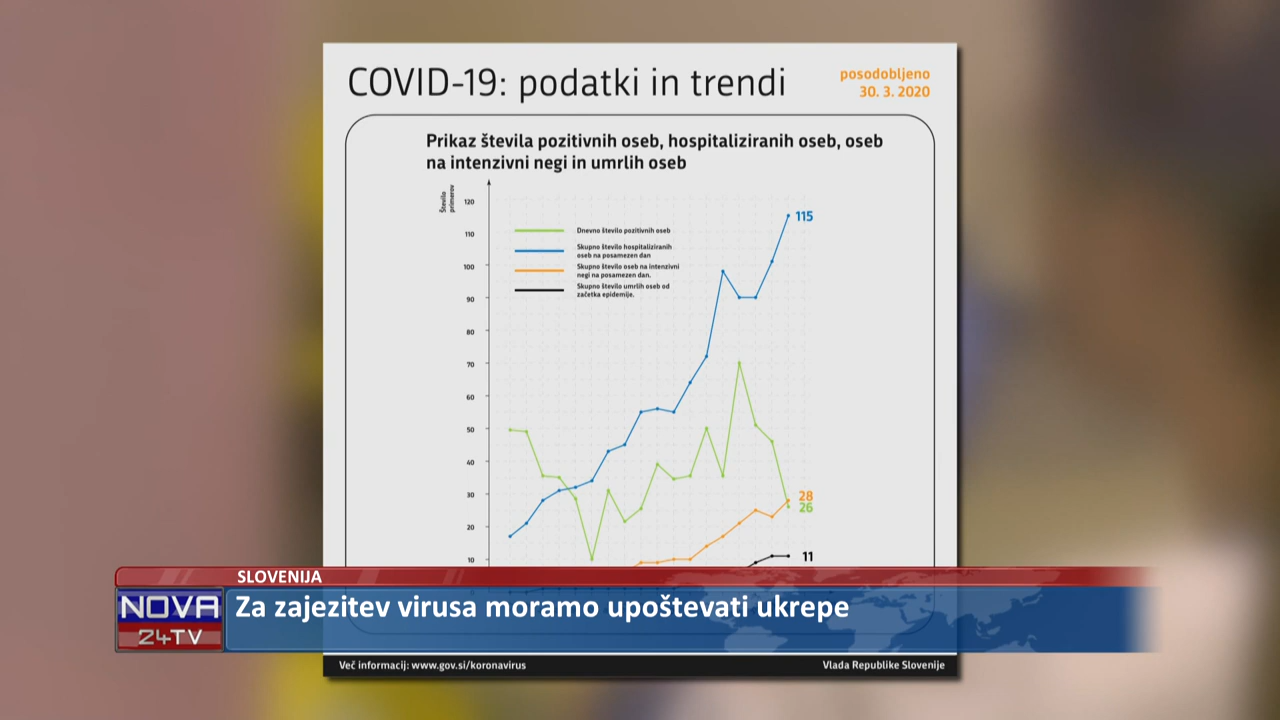 COVID-19: podatki in trendi
posodobljeno
30. 3. 2020
Prikaz števila pozitivnih oseb, hospitaliziranih oseb, oseb
na intenzivni negi in umrlih oseb
Število
primerov
120
110
100
90
80
70
60
50
40
30
20
10
Dnevno število pozitivnih oseb
Skupno število hospitaliziranih
oseb na posamezen dan
Skupno število oseb na intenzivni
negi na posamezen dan.
Skupno število umrlih oseb od
začetka epidemije.
115
28
26
11
SLOVENIJA
NOVA
24TV
Za zajezitev virusa moramo upoštevati ukrepe
Več informacij: www.gov.si/koronavirus
Vlada Republike Slovenije